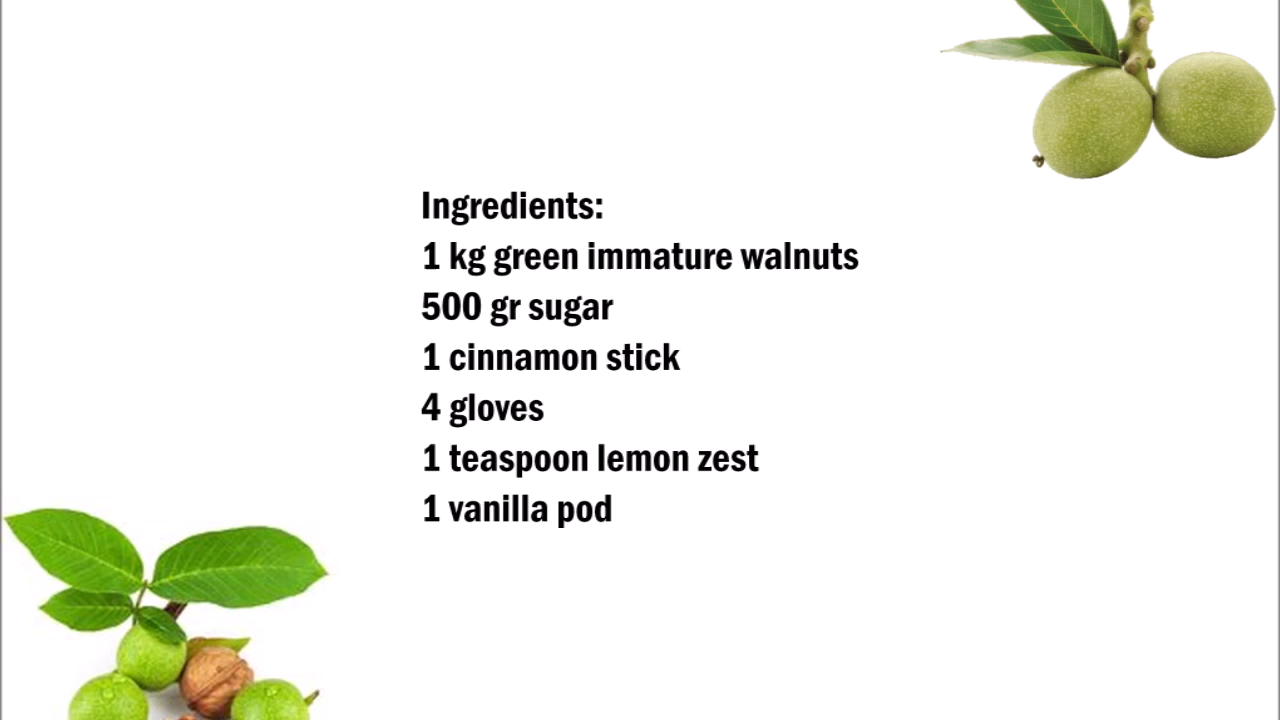 Ingredients:
1 kg green immature walnuts
500 gr sugar
1 cinnamon stick
4 gloves
1 teaspoon lemon zest
1 vanilla pod